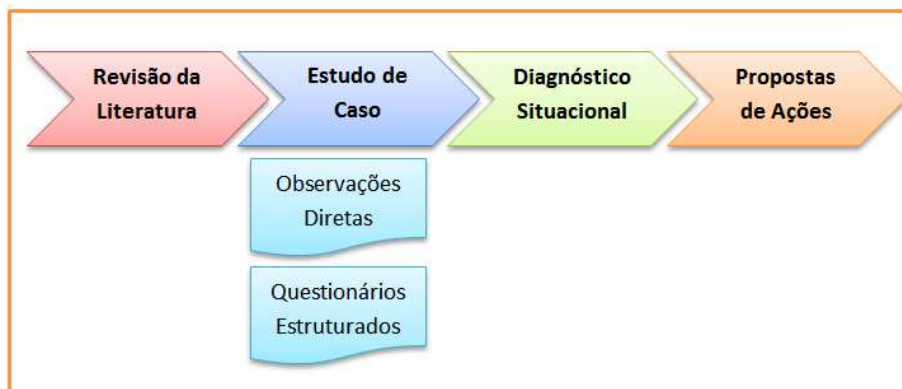 Revisão da
Literatura
Estudo de
Caso
Diagnóstico
Situacional
Propostas
de Ações
Observações
Diretas
Questionários
Estruturados